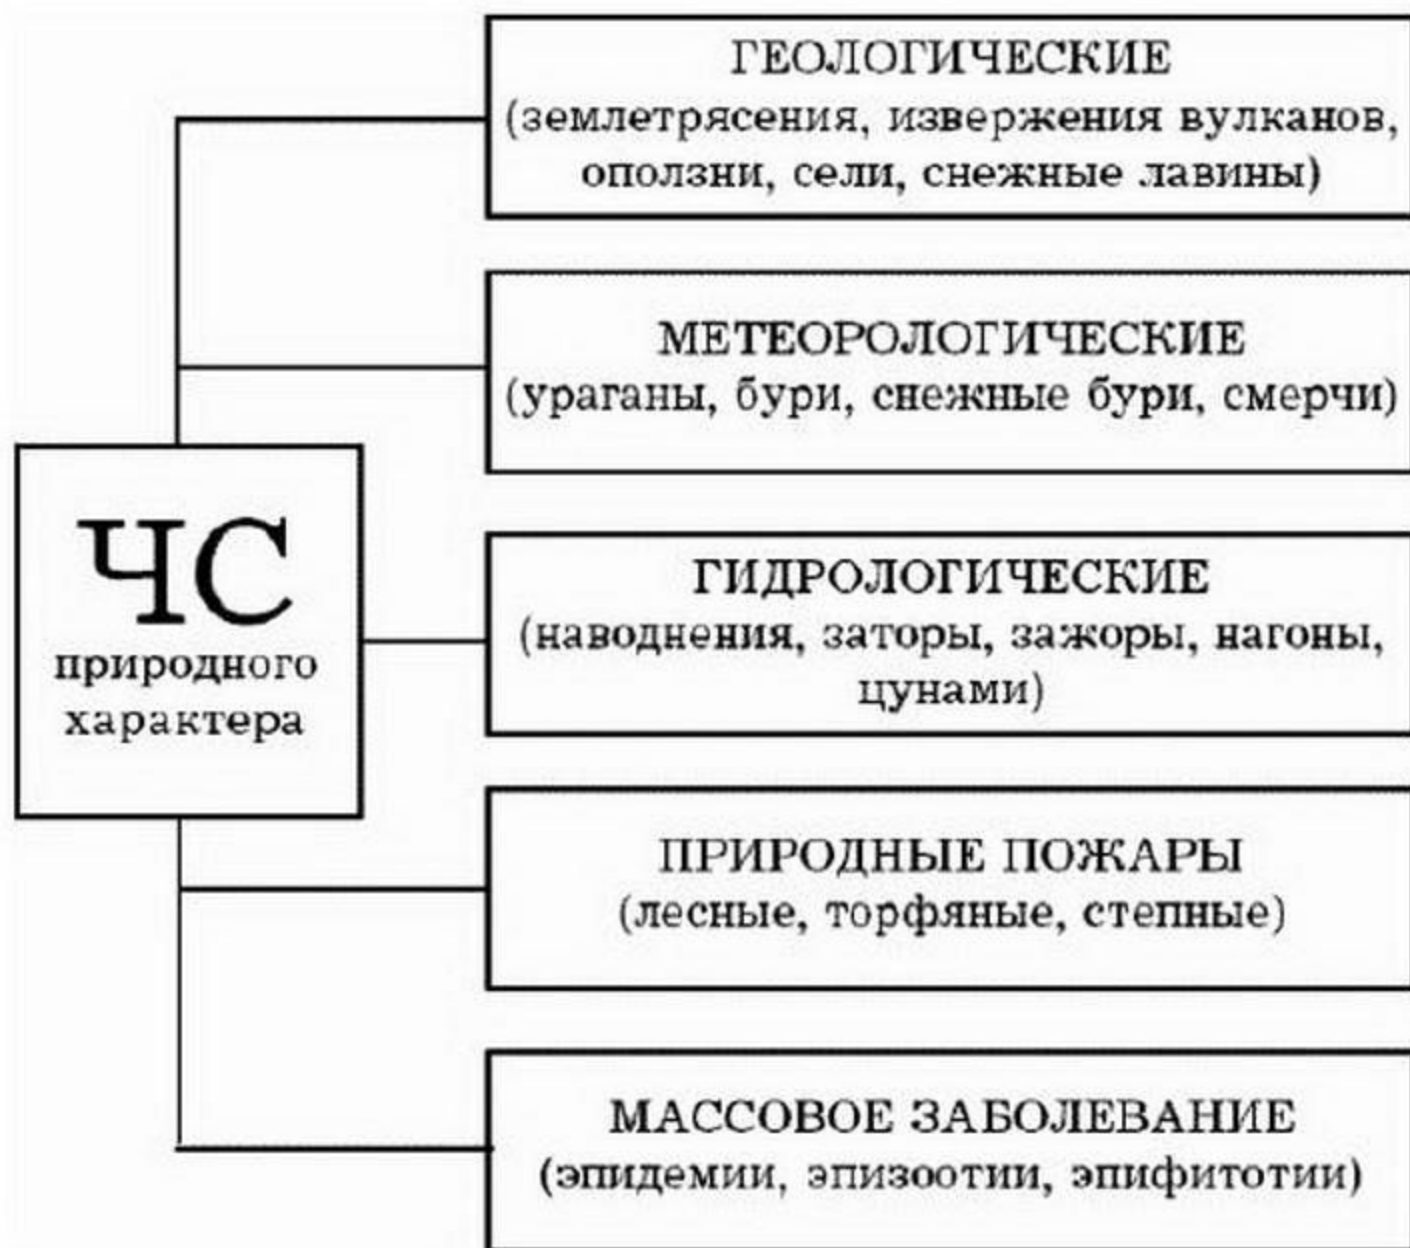 ГЕОЛОГИЧЕСКИЕ
(землетрясения, извержения вулканов,
оползни, сели, снежные лавины)
МЕТЕОРОЛОГИЧЕСКИЕ
(ураганы, бури, снежные бури, смерчи)
ЧС
природного
характера
ГИДРОЛОГИЧЕСКИЕ
(наводнения, заторы, зажоры, нагоны,
цунами)
ПРИРОДНЫЕ ПОЖАРЫ
(лесные, торфяные, степные)
МАССОВОЕ ЗАБОЛЕВАНИЕ
(эпидемии, эпизоотии, эпифитотии)